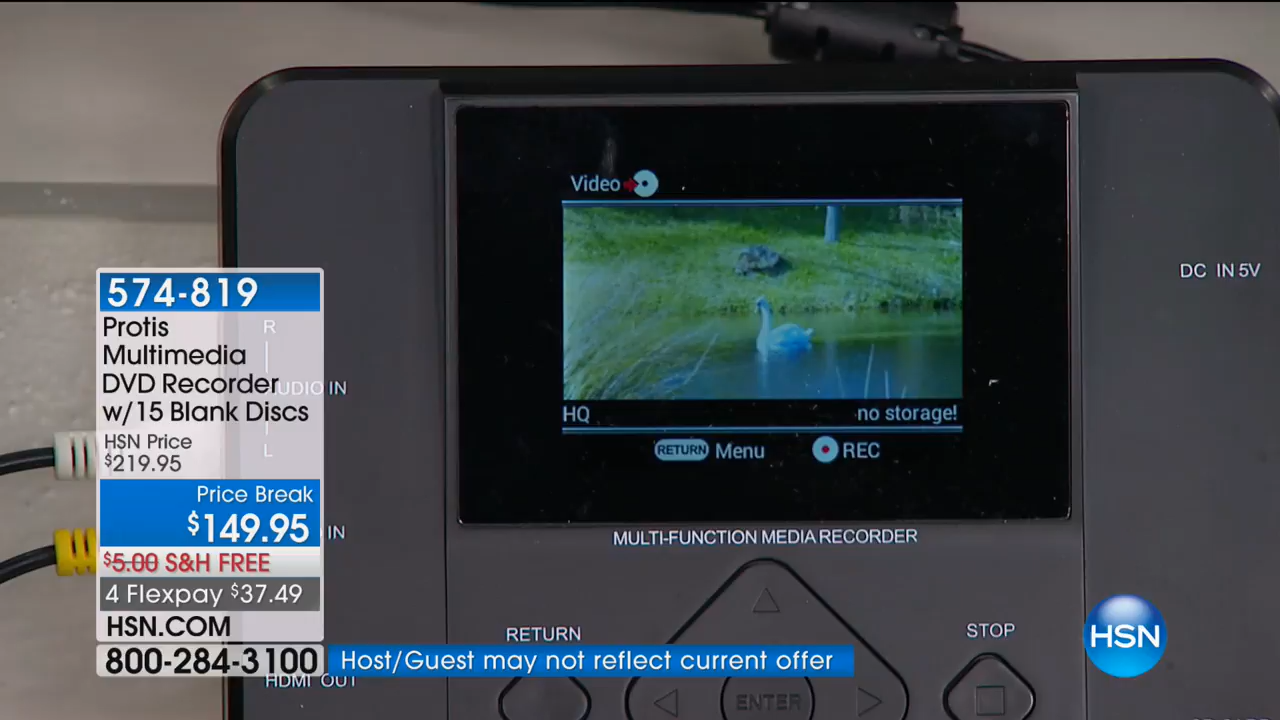 Video
DC IN 5V
574-819
Protis
Multimedia
DVD Recorder
w/15 Blank Discs
HSN Price
$219.95
Price Break
$149.95
$5.00 S&H FREE
4 Flexpay $37.49
HSN.COM
800-284-3100
Host/Guest may not reflect current offer
R
L
IN
IN
HDMI OUT
HQ
no storage!
RETURN Menu
REC
MULTI-FUNCTION MEDIA RECORDER
RETURN
STOP
ENTER
HSN